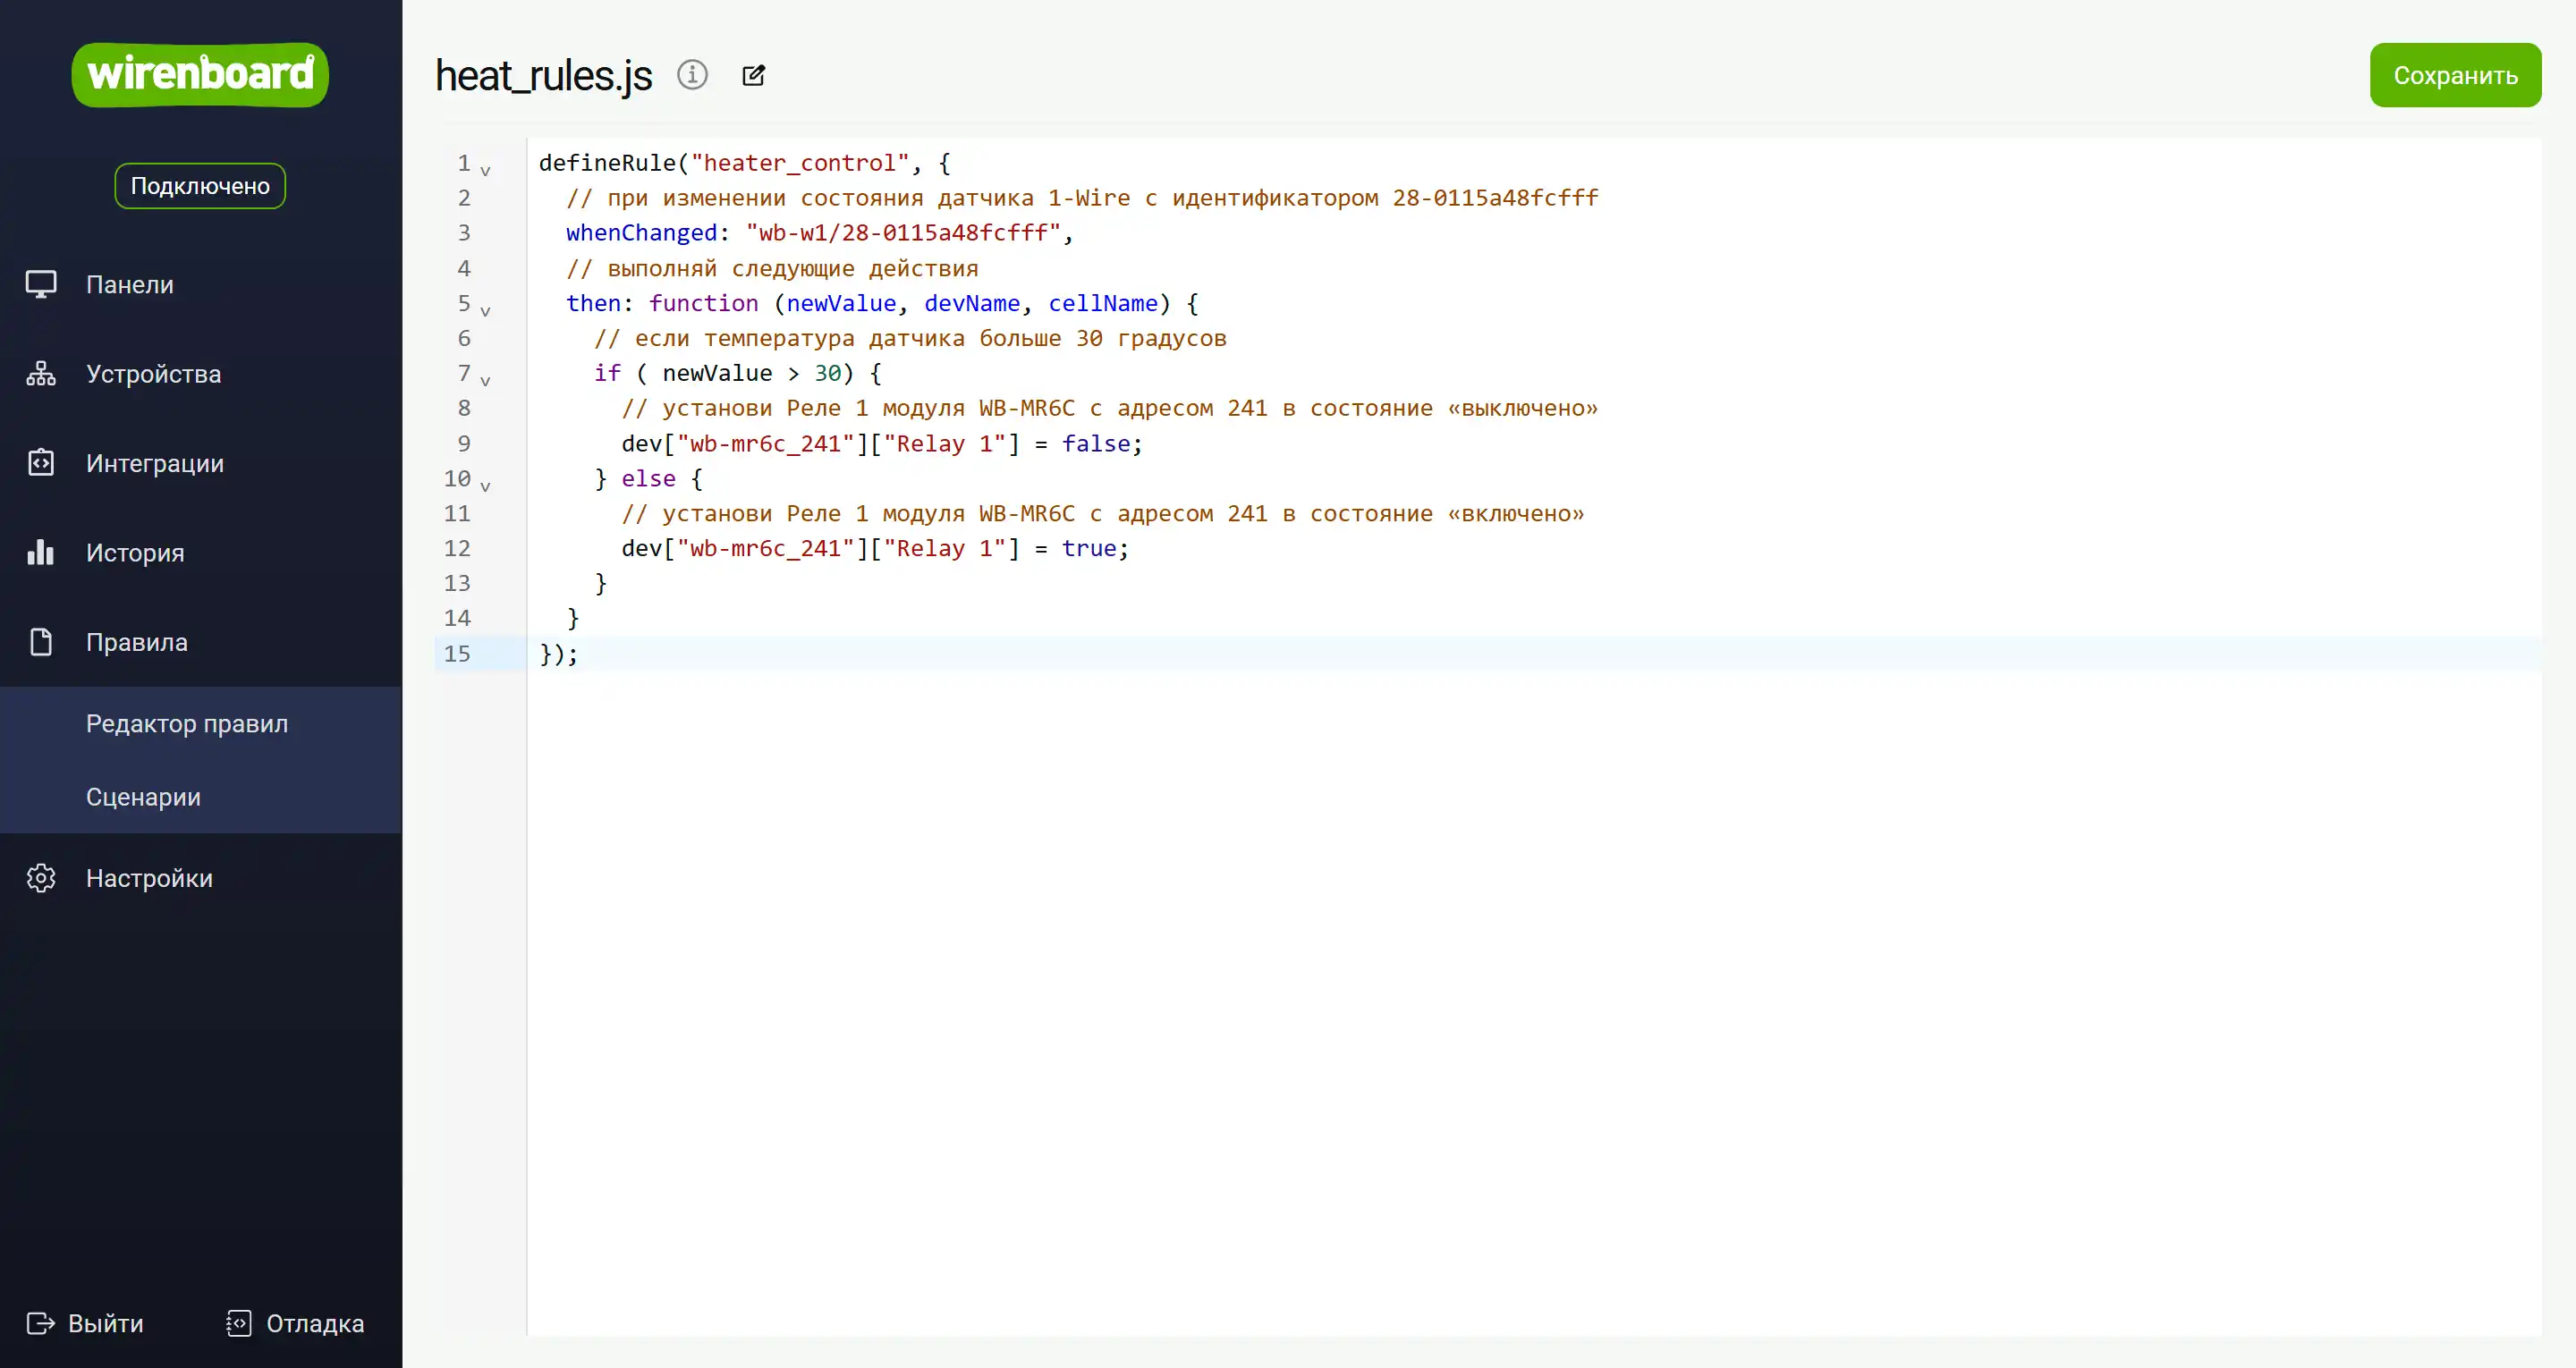 wirenboard
Подключено
Панели
Устройства
Интеграции
История
Правила
Редактор правил
Сценарии
Настройки
Выйти
Отладка
heat_rules.js
Сохранить
1 defineRule("heater_control", {
2 // при изменении состояния датчика 1-Wire с идентификатором 28-0115a48fcfff
3 whenChanged: "wb-w1/28-0115a48fcfff",
4 // выполняй следующие действия
5 then: function (newValue, devName, cellName) {
6 // если температура датчика больше 30 градусов
7 if ( newValue > 30) {
8 // установи Реле 1 модуля WB-MR6C с адресом 241 в состояние «выключено»
9 dev["wb-mr6c_241"]["Relay 1"] = false;
10 } else {
11 // установи Реле 1 модуля WB-MR6C с адресом 241 в состояние «включено»
12 dev["wb-mr6c_241"]["Relay 1"] = true;
13 }
14 }
15 });